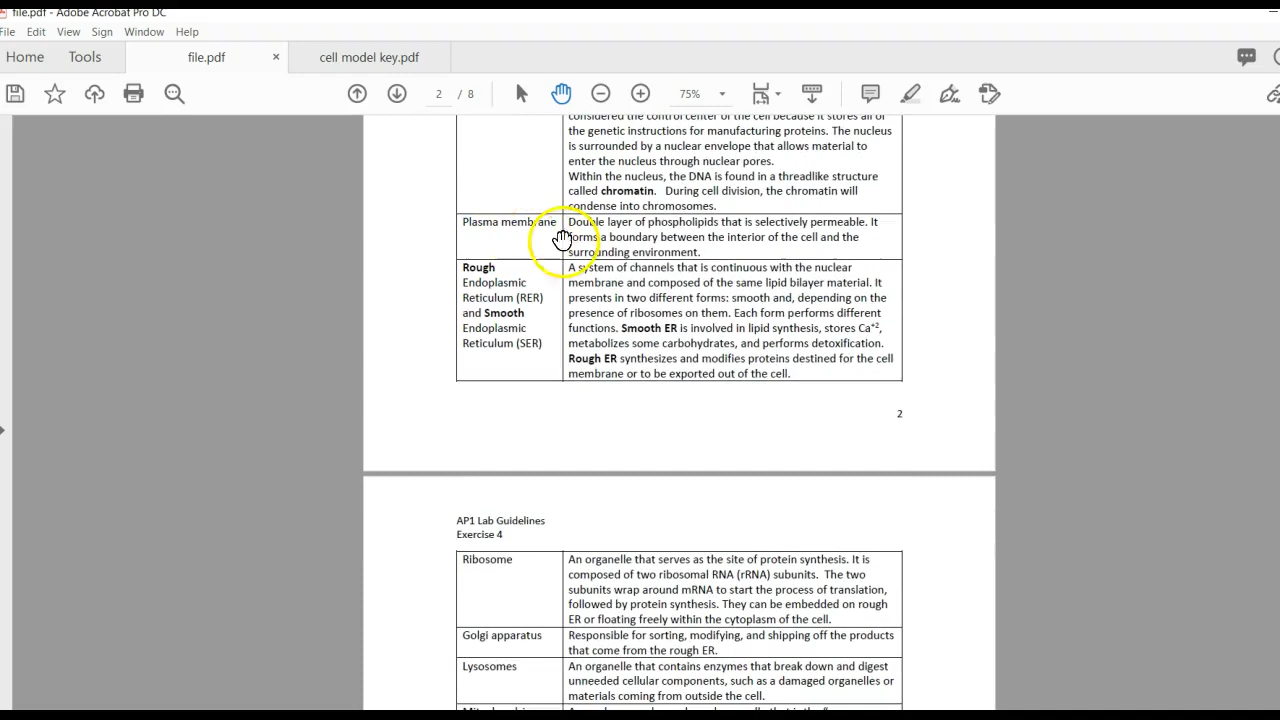 file.pdf - Adobe Acrobat Pro DC
File Edit View Sign Window Help
Home Tools file.pdf × cell model key.pdf
2 / 8 75%
considered the control center of the cell because it stores all of
the genetic instructions for manufacturing proteins. The nucleus
is surrounded by a nuclear envelope that allows material to
enter the nucleus through nuclear pores.
Within the nucleus, the DNA is found in a threadlike structure
called chromatin. During cell division, the chromatin will
condense into chromosomes.
Plasma membrane
Double layer of phospholipids that is selectively permeable. It
forms a boundary between the interior of the cell and the
surrounding environment.
Rough
Endoplasmic
Reticulum (RER)
and Smooth
Endoplasmic
Reticulum (SER)
A system of channels that is continuous with the nuclear
membrane and composed of the same lipid bilayer material. It
presents in two different forms: smooth and, depending on the
presence of ribosomes on them. Each form performs different
functions. Smooth ER is involved in lipid synthesis, stores Ca⁺²,
metabolizes some carbohydrates, and performs detoxification.
Rough ER synthesizes and modifies proteins destined for the cell
membrane or to be exported out of the cell.
2
AP1 Lab Guidelines
Exercise 4
Ribosome
An organelle that serves as the site of protein synthesis. It is
composed of two ribosomal RNA (rRNA) subunits. The two
subunits wrap around mRNA to start the process of translation,
followed by protein synthesis. They can be embedded on rough
ER or floating freely within the cytoplasm of the cell.
Golgi apparatus
Responsible for sorting, modifying, and shipping off the products
that come from the rough ER.
Lysosomes
An organelle that contains enzymes that break down and digest
unneeded cellular components, such as a damaged organelles or
materials coming from outside the cell.